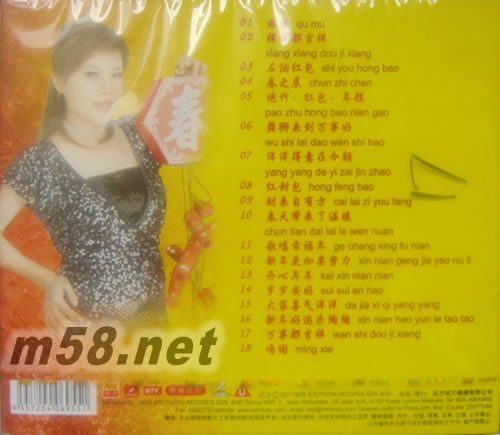 01 曲目 qu mu
02 样样都吉祥
xiang xiang dou ji xiang
03 石油红包 shi you hong bao
04 春之晨 chun zhi chen
05 炮竹、红包、年糕
pao zhu hong bao nian gao
06 舞狮来到万事好
wu shi lai dao wan shi hao
07 洋洋得意在今朝
yang yang de yi zai jin zhao
08 红封包 hong feng bao
09 财来自有方 cai lai zi you fang
10 春天带来了温暖
chun tian dai lai le wen nuan
11 歌唱幸福年 ge chang xing fu nian
12 新年更加要努力 xin nian geng jia yao nu li
13 开心年年 kai xin nian nian
14 岁岁安好 sui sui an hao
15 大家喜气洋洋 da jia xi qi yang yang
16 新年好运乐陶陶 xin nian hao yun le tao tao
17 万事都吉祥 wan shi dou ji xiang
18 鸣谢 ming xie
春
m58.net
MTV
2011 NEW SOUTHERN RECORDS SDN. BHD.